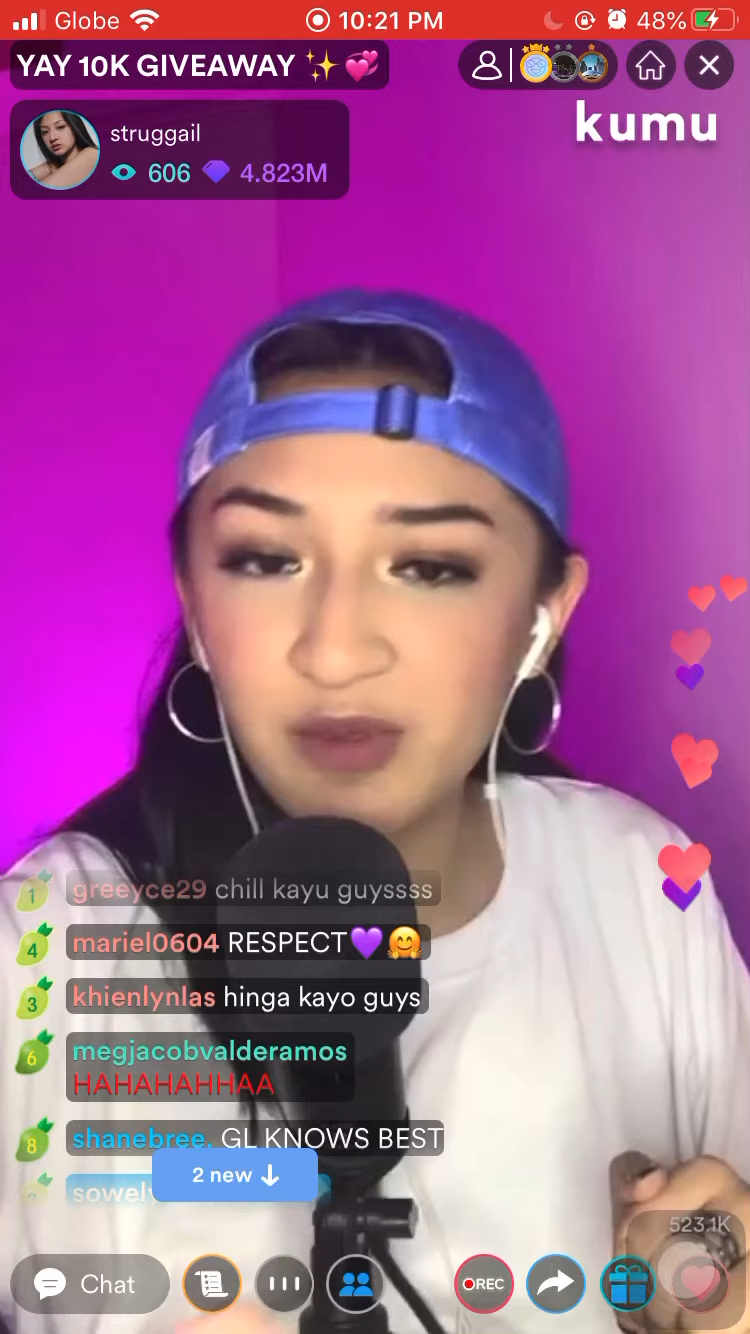 Globe 10:21 PM 48%
YAY 10K GIVEAWAY ✨💞
kumu
struggail
606 4.823M
1 greeyce29 chill kayu guyssss
4 mariel0604 RESPECT💜🤗
3 khienlynlas hinga kayo guys
6 megjacobvalderamos
HAHAHAHHAA
8 shanebree. GL KNOWS BEST
2 new ↓
523.1K
Chat REC